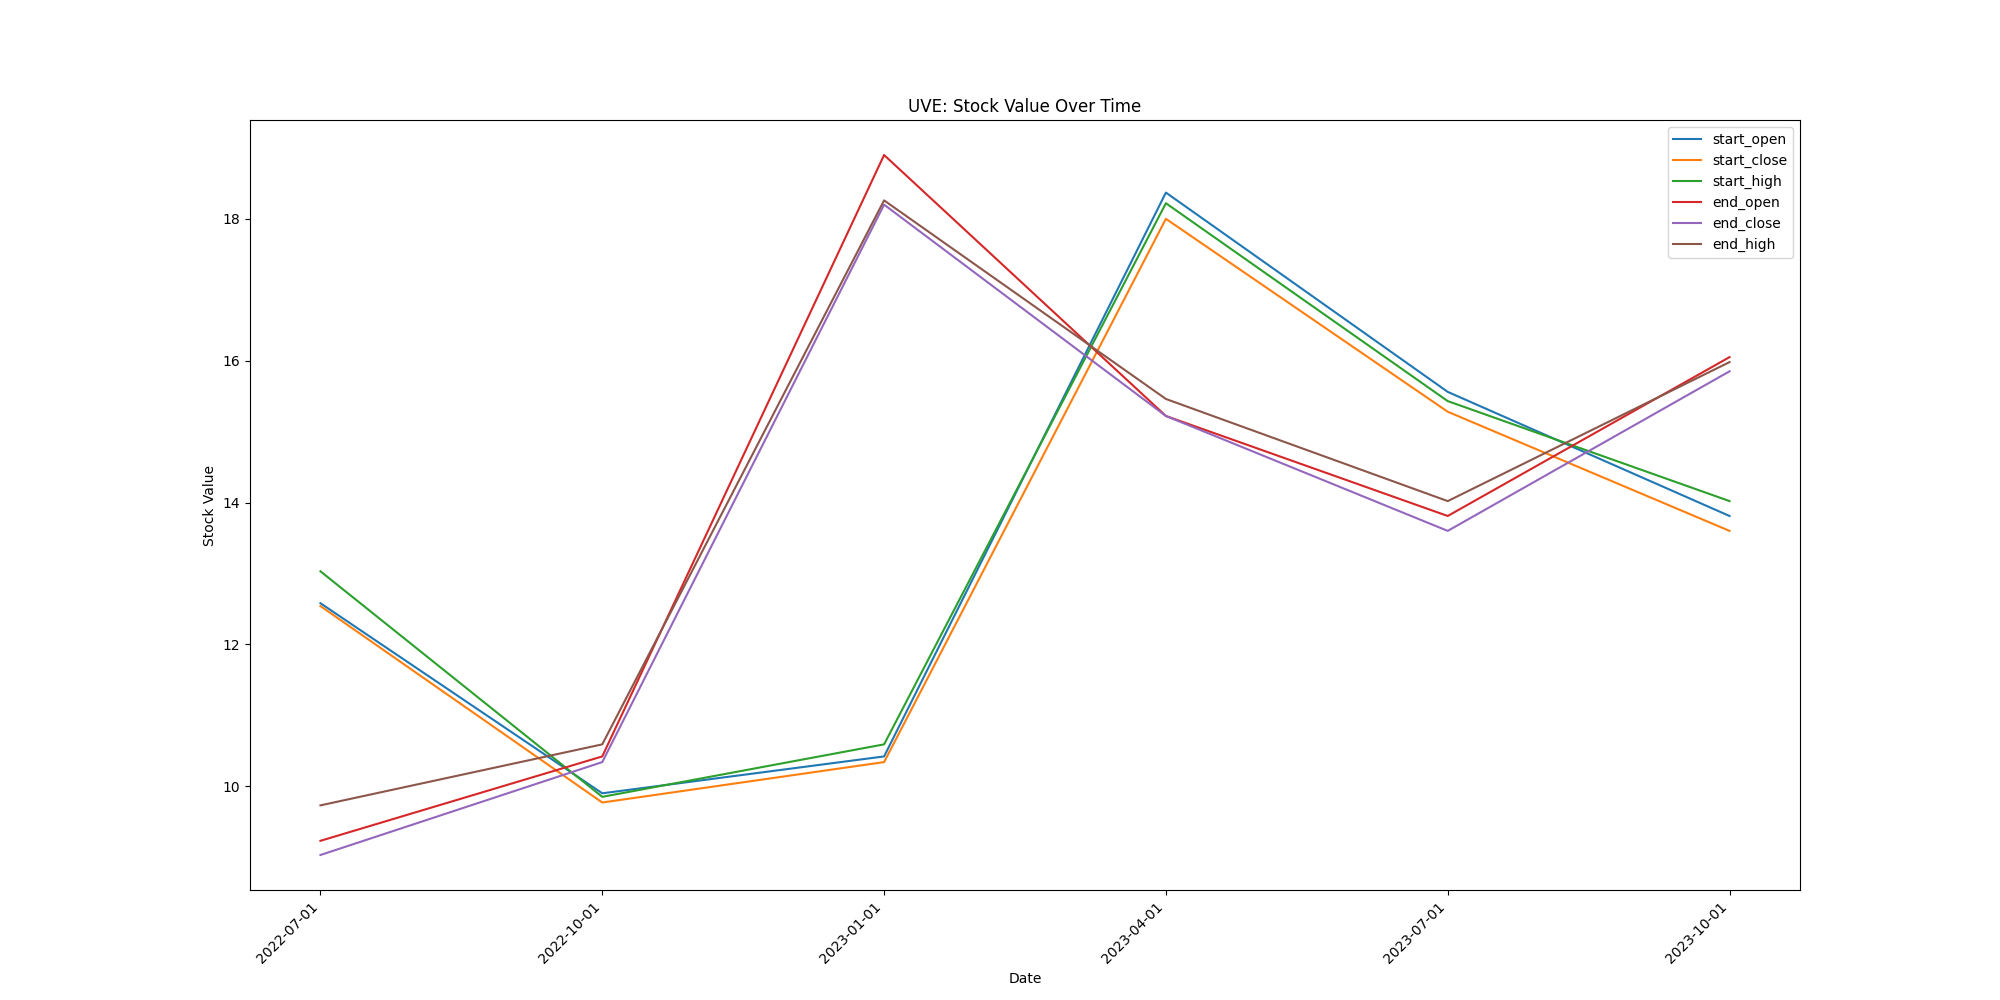 UVE: Stock Value Over Time
start_open
start_close
start_high
end_open
end_close
end_high
18
16
14
12
10
Stock Value
2022-07-01
2022-10-01
2023-01-01
2023-04-01
2023-07-01
2023-10-01
Date